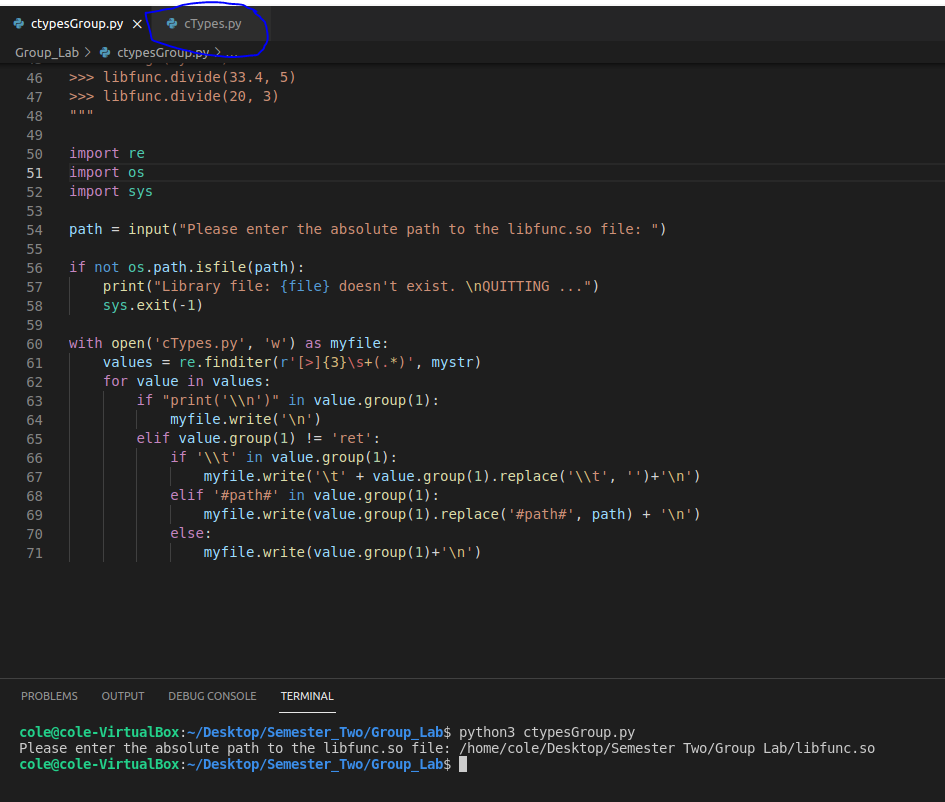 ctypesGroup.py × cTypes.py
Group_Lab > ctypesGroup.py > ...
46 >>> libfunc.divide(33.4, 5)
47 >>> libfunc.divide(20, 3)
48 """
49
50 import re
51 import os
52 import sys
53
54 path = input("Please enter the absolute path to the libfunc.so file: ")
55
56 if not os.path.isfile(path):
57     print("Library file: {file} doesn't exist. \nQUITTING ...")
58     sys.exit(-1)
59
60 with open('cTypes.py', 'w') as myfile:
61     values = re.finditer(r'[>]{3}\s+(.*)', mystr)
62     for value in values:
63         if "print('\\n')" in value.group(1):
64             myfile.write('\n')
65         elif value.group(1) != 'ret':
66             if '\\t' in value.group(1):
67                 myfile.write('\t' + value.group(1).replace('\\t', '')+'\n')
68             elif '#path#' in value.group(1):
69                 myfile.write(value.group(1).replace('#path#', path) + '\n')
70             else:
71                 myfile.write(value.group(1)+'\n')
PROBLEMS OUTPUT DEBUG CONSOLE TERMINAL
cole@cole-VirtualBox:~/Desktop/Semester_Two/Group_Lab$ python3 ctypesGroup.py
Please enter the absolute path to the libfunc.so file: /home/cole/Desktop/Semester Two/Group Lab/libfunc.so
cole@cole-VirtualBox:~/Desktop/Semester_Two/Group_Lab$